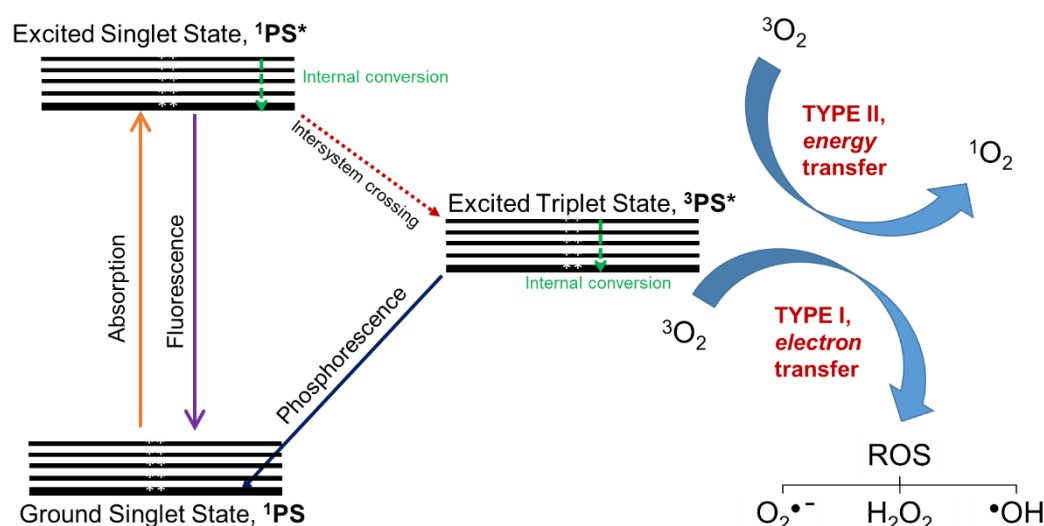 Excited Singlet State, ¹PS*
Internal conversion
Absorption
Fluorescence
Intersystem crossing
Excited Triplet State, ³PS*
Internal conversion
Phosphorescence
Ground Singlet State, ¹PS
³O₂
TYPE II,
energy
transfer
¹O₂
³O₂
TYPE I,
electron
transfer
ROS
O₂•⁻ H₂O₂ •OH